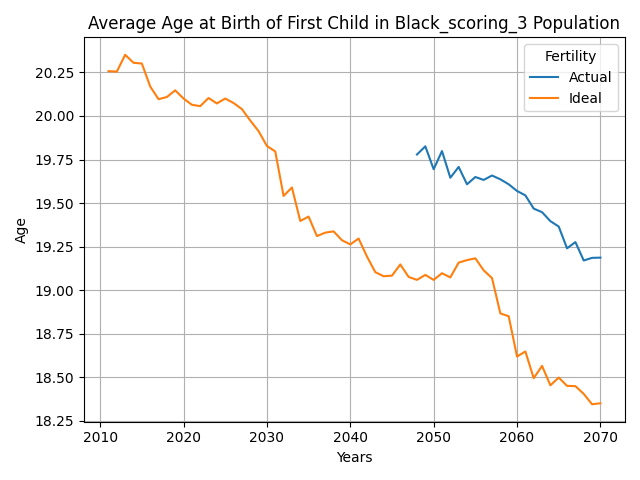 Average Age at Birth of First Child in Black_scoring_3 Population
Fertility
Actual
Ideal
Age
20.25
20.00
19.75
19.50
19.25
19.00
18.75
18.50
18.25
2010 2020 2030 2040 2050 2060 2070
Years